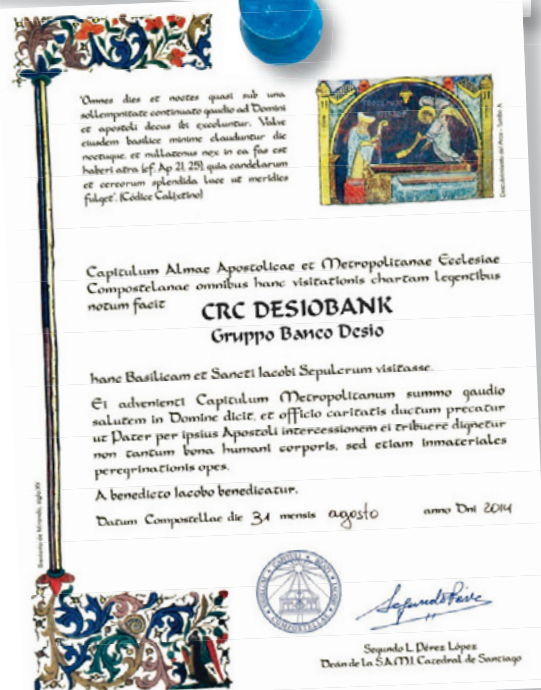 "Omnes dies et noctes quasi sub una
sollempnitate continuato gaudio ad Domini
et apostoli decus ibi excoluntur. Valve
eiusdem basilice minime clauduntur die
noctuque, et nullatenus nox in ea fas est
haberi atra (cf. Ap 21, 25), quia candelarum
et cereorum splendida luce ut meridies
fulget". (Códice Calixtino)
Capitulum Almae Apostolicae et Metropolitanae Ecclesiae
Compostelanae omnibus hanc visitationis chartam legentibus
notum facit
CRC DESIOBANK
Gruppo Banco Desio
hanc Basilicam et Sancti Iacobi Sepulcrum visitasse.
Ei advenienti Capitulum Metropolitanum summo gaudio
salutem in Domine dicit, et officio caritatis ductum precatur
ut Pater per ipsius Apostoli intercessionem ei tribuere dignetur
non tantum bona humani corporis, sed etiam inmateriales
peregrinationis opes.
A benedicto Iacobo benedicatur.
Datum Compostellae die 31 mensis agosto anno Dni 2014
Segundo L. Pérez López
Deán de la S.A.M.I. Catedral de Santiago